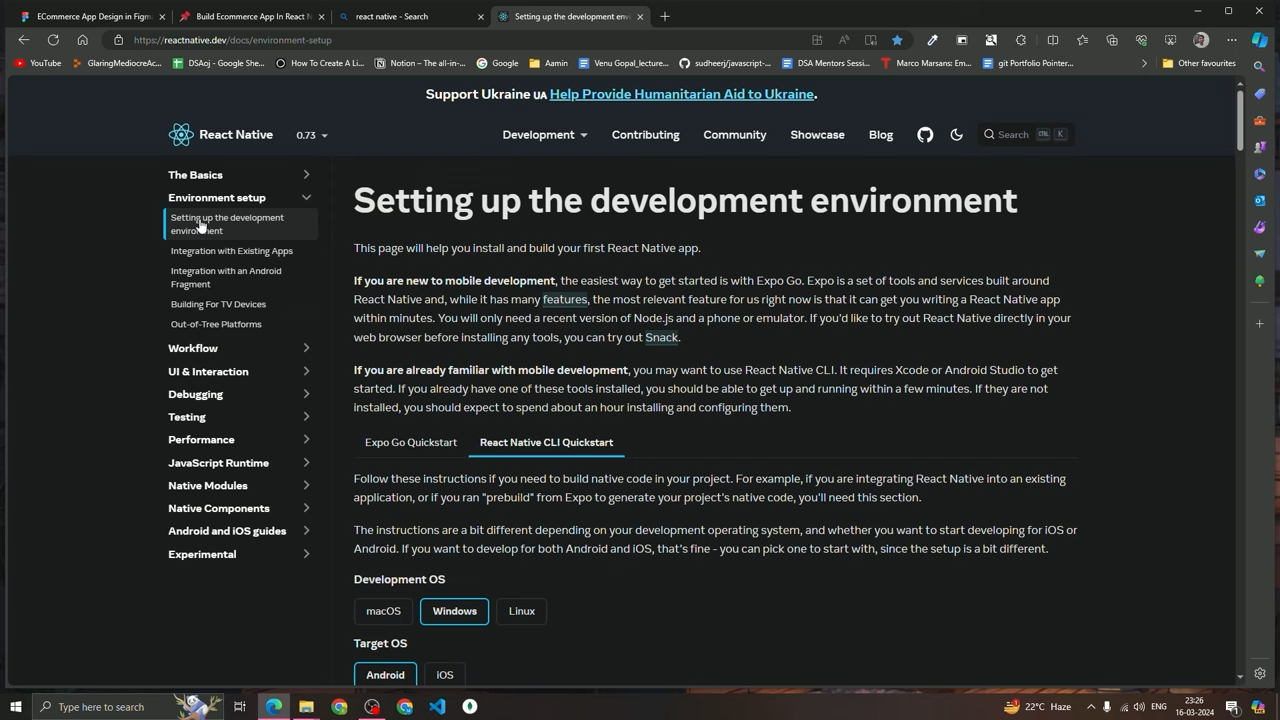 ECommerce App Design in Figm
Build Ecommerce App In React N
react native - Search
Setting up the development env
https://reactnative.dev/docs/environment-setup
YouTube
GlaringMediocreAc...
DSAoj - Google She...
How To Create A Li...
Notion – The all-in-...
Google
Aamin
Venu Gopal_lecture...
sudheerj/javascript-...
DSA Mentors Sessi...
Marco Marsans: Em...
git Portfolio Pointer...
Other favourites
Support Ukraine UA Help Provide Humanitarian Aid to Ukraine.
React Native
0.73
Development
Contributing
Community
Showcase
Blog
Search
CTRL
K
The Basics
Environment setup
Setting up the development
environment
Integration with Existing Apps
Integration with an Android
Fragment
Building For TV Devices
Out-of-Tree Platforms
Workflow
UI & Interaction
Debugging
Testing
Performance
JavaScript Runtime
Native Modules
Native Components
Android and iOS guides
Experimental
Setting up the development environment
This page will help you install and build your first React Native app.
If you are new to mobile development, the easiest way to get started is with Expo Go. Expo is a set of tools and services built around
React Native and, while it has many features, the most relevant feature for us right now is that it can get you writing a React Native app
within minutes. You will only need a recent version of Node.js and a phone or emulator. If you'd like to try out React Native directly in your
web browser before installing any tools, you can try out Snack.
If you are already familiar with mobile development, you may want to use React Native CLI. It requires Xcode or Android Studio to get
started. If you already have one of these tools installed, you should be able to get up and running within a few minutes. If they are not
installed, you should expect to spend about an hour installing and configuring them.
Expo Go Quickstart
React Native CLI Quickstart
Follow these instructions if you need to build native code in your project. For example, if you are integrating React Native into an existing
application, or if you ran "prebuild" from Expo to generate your project's native code, you'll need this section.
The instructions are a bit different depending on your development operating system, and whether you want to start developing for iOS or
Android. If you want to develop for both Android and iOS, that's fine - you can pick one to start with, since the setup is a bit different.
Development OS
macOS
Windows
Linux
Target OS
Android
iOS
Type here to search
22°C Haze
ENG
23:26
16-03-2024